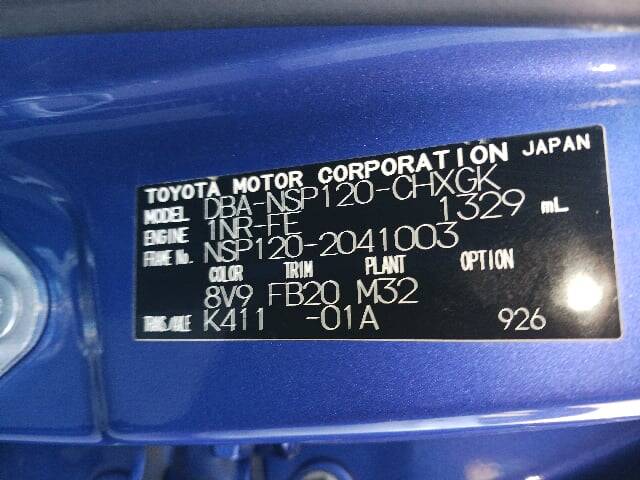 TOYOTA MOTOR CORPORATION JAPAN
MODEL DBA-NSP120-CHXGK
ENGINE 1NR-FE 1329 mL
FRAME No. NSP120-2041003
COLOR TRIM PLANT OPTION
8V9 FB20 M32
TRANS/AXLE K411 -01A 926